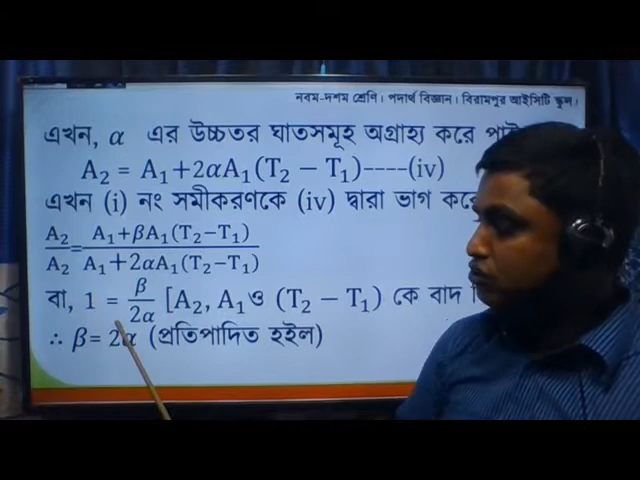 নবম-দশম শ্রেণি। পদার্থ বিজ্ঞান। বিরামপুর আইসিটি স্কুল।
এখন, α এর উচ্চতর ঘাতসমূহ অগ্রাহ্য করে
A₂ = A₁+2αA₁(T₂ − T₁)----(iv)
এখন (i) নং সমীকরণকে (iv) দ্বারা ভাগ
A₂/A₂ = A₁+βA₁(T₂−T₁)/A₁+2αA₁(T₂−T₁)
বা, 1 = β/2α [A₂, A₁ও (T₂ − T₁) কে বাদ
∴ β= 2α (প্রতিপাদিত হইল)